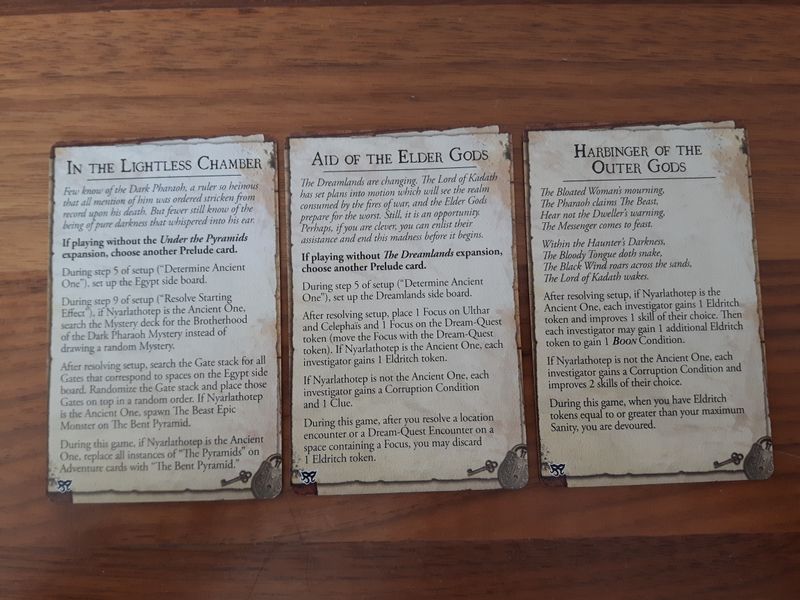 In the Lightless Chamber
Few know of the Dark Pharaoh, a ruler so heinous
that all mention of him was ordered stricken from
record upon his death. But fewer still know of the
being of pure darkness that whispered into his ear.
If playing without the Under the Pyramids
expansion, choose another Prelude card.
During step 5 of setup ("Determine Ancient
One"), set up the Egypt side board.
During step 9 of setup ("Resolve Starting
Effect"), if Nyarlathotep is the Ancient One,
search the Mystery deck for the Brotherhood
of the Dark Pharaoh Mystery instead of
drawing a random Mystery.
After resolving setup, search the Gate stack for all
Gates that correspond to spaces on the Egypt side
board. Randomize the Gate stack and place those
Gates on top in a random order. If Nyarlathotep
is the Ancient One, spawn The Beast Epic
Monster on The Bent Pyramid.
During this game, if Nyarlathotep is the Ancient
One, replace all instances of "The Pyramids" on
Adventure cards with "The Bent Pyramid."
Aid of the Elder Gods
The Dreamlands are changing. The Lord of Kadath
has set plans into motion which will see the realm
consumed by the fires of war, and the Elder Gods
prepare for the worst. Still, it is an opportunity.
Perhaps, if you are clever, you can enlist their
assistance and end this madness before it begins.
If playing without The Dreamlands expansion,
choose another Prelude card.
During step 5 of setup ("Determine Ancient
One"), set up the Dreamlands side board.
After resolving setup, place 1 Focus on Ulthar
and Celephaïs and 1 Focus on the Dream-Quest
token (move the Focus with the Dream-Quest
token). If Nyarlathotep is the Ancient One, each
investigator gains 1 Eldritch token.
If Nyarlathotep is not the Ancient One, each
investigator gains a Corruption Condition
and 1 Clue.
During this game, after you resolve a location
encounter or a Dream-Quest Encounter on a
space containing a Focus, you may discard
1 Eldritch token.
Harbinger of the
Outer Gods
The Bloated Woman's mourning,
The Pharaoh claims The Beast,
Hear not the Dweller's warning,
The Messenger comes to feast.
Within the Haunter's Darkness,
The Bloody Tongue doth snake,
The Black Wind roars across the sands,
The Lord of Kadath wakes.
After resolving setup, if Nyarlathotep is the
Ancient One, each investigator gains 1 Eldritch
token and improves 1 skill of their choice. Then
each investigator may gain 1 additional Eldritch
token to gain 1 Boon Condition.
If Nyarlathotep is not the Ancient One, each
investigator gains a Corruption Condition and
improves 2 skills of their choice.
During this game, when you have Eldritch
tokens equal to or greater than your maximum
Sanity, you are devoured.